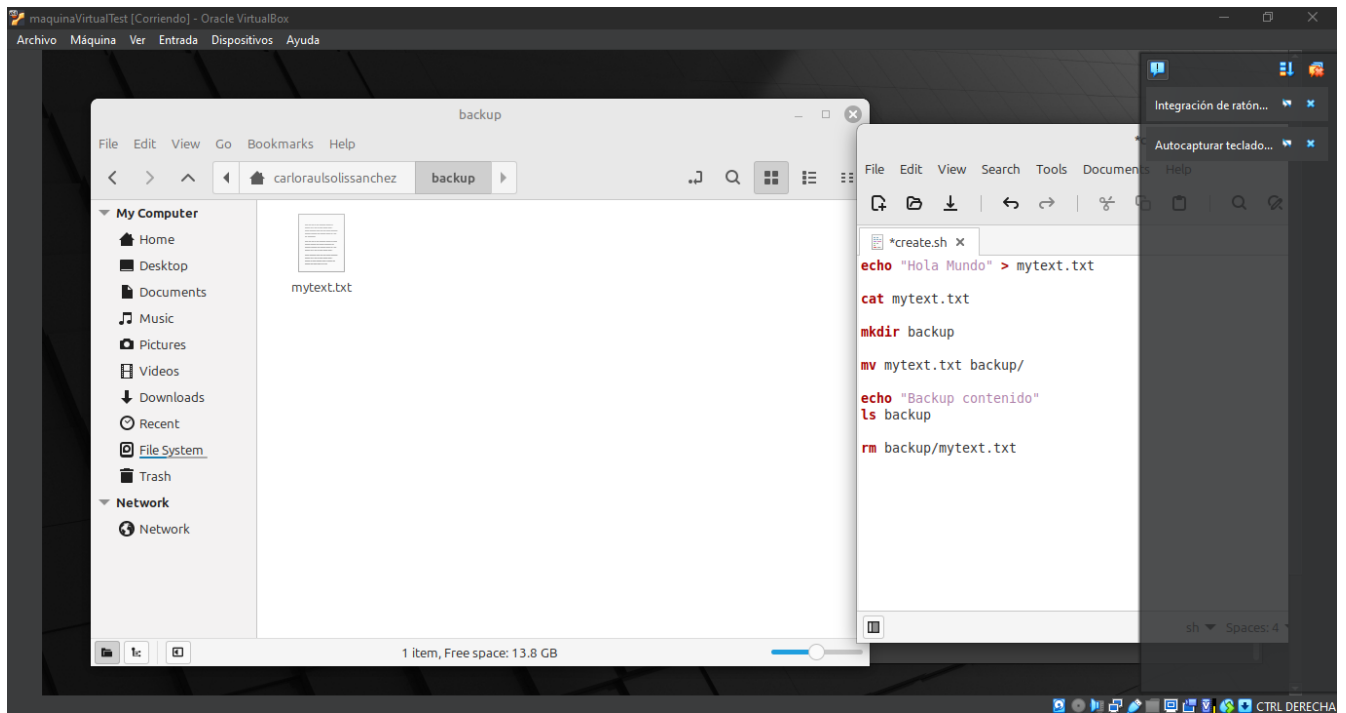 maquinaVirtualTest [Corriendo] - Oracle VirtualBox
Archivo Máquina Ver Entrada Dispositivos Ayuda
backup
File Edit View Go Bookmarks Help
carloraulsolissanchez backup
My Computer
Home
Desktop
Documents
Music
Pictures
Videos
Downloads
Recent
File System
Trash
Network
Network
mytext.txt
1 item, Free space: 13.8 GB
File Edit View Search Tools Documents Help
*create.sh
echo "Hola Mundo" > mytext.txt
cat mytext.txt
mkdir backup
mv mytext.txt backup/
echo "Backup contenido"
ls backup
rm backup/mytext.txt
sh Spaces: 4
Integración de ratón...
Autocapturar teclado...
CTRL DERECHA